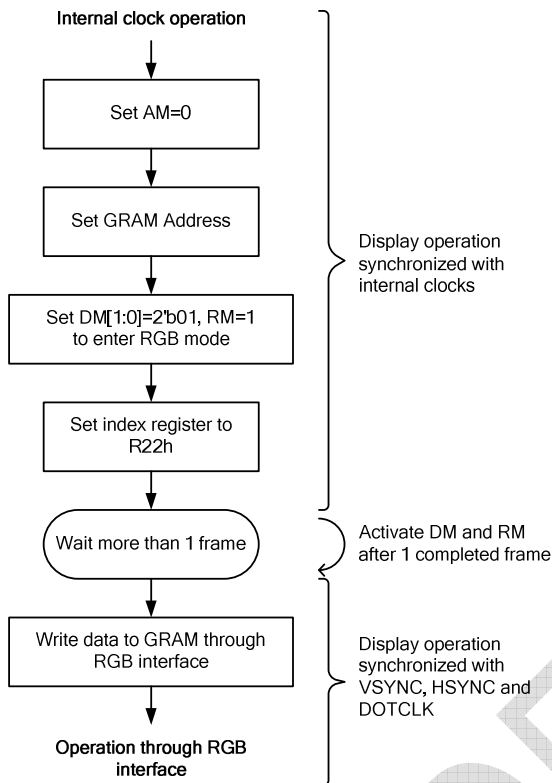 Internal clock operation
Set AM=0
Set GRAM Address
Set DM[1:0]=2'b01, RM=1
to enter RGB mode
Set index register to
R22h
Display operation
synchronized with
internal clocks
Wait more than 1 frame
Activate DM and RM
after 1 completed frame
Write data to GRAM through
RGB interface
Display operation
synchronized with
VSYNC, HSYNC and
DOTCLK
Operation through RGB
interface